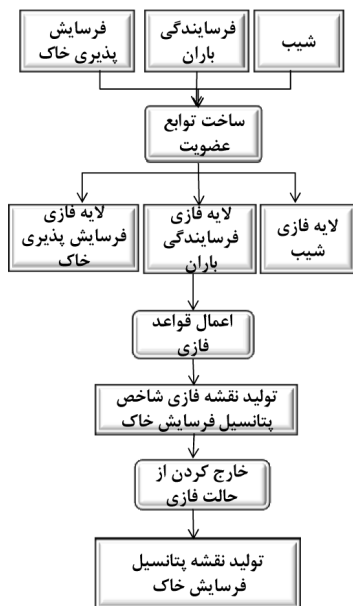 شیب
فرسایندگی
باران
فرسایش
پذیری خاک
ساخت توابع
عضویت
لایه فازی
شیب
لایه فازی
فرسایندگی
باران
لایه فازی
فرسایش پذیری
خاک
اعمال قواعد
فازی
تولید نقشه فازی شاخص
پتانسیل فرسایش خاک
خارج کردن از
حالت فازی
تولید نقشه پتانسیل
فرسایش خاک